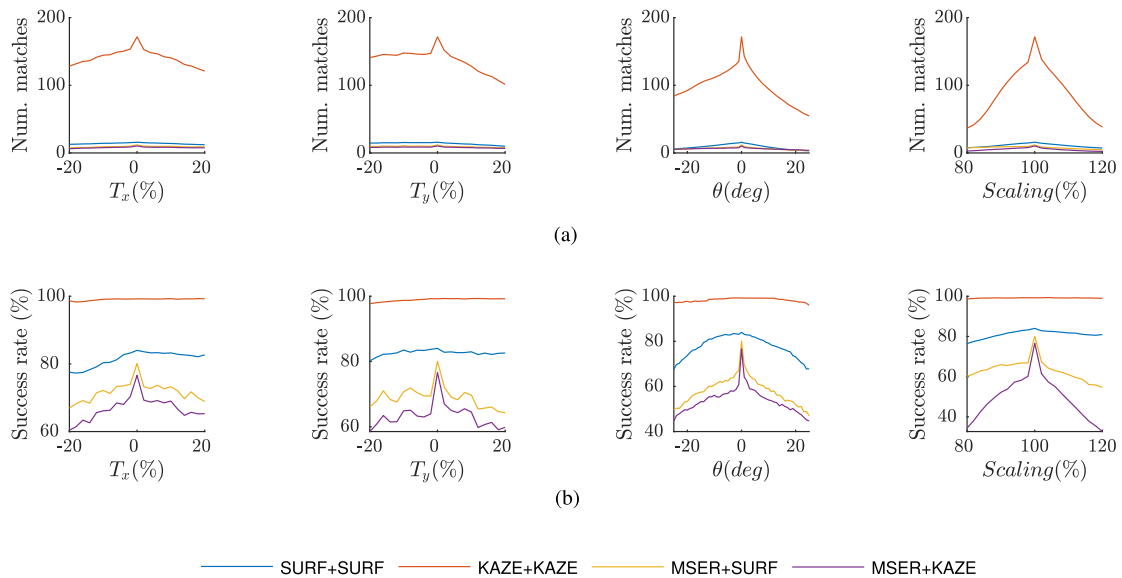 200
100
0
Num. matches
-20 0 20
T_x(%)
200
100
0
Num. matches
-20 0 20
T_y(%)
200
100
0
Num. matches
-20 0 20
θ(deg)
200
100
0
Num. matches
80 100 120
Scaling(%)
(a)
100
80
60
Success rate (%)
-20 0 20
T_x(%)
100
80
60
Success rate (%)
-20 0 20
T_y(%)
100
80
60
40
Success rate (%)
-20 0 20
θ(deg)
100
80
60
40
Success rate (%)
80 100 120
Scaling(%)
(b)
SURF+SURF KAZE+KAZE MSER+SURF MSER+KAZE